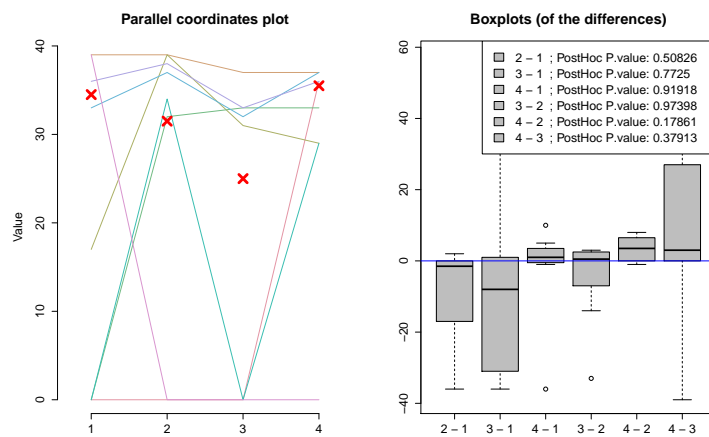 Parallel coordinates plot
Value
0
10
20
30
40
1
2
3
4
Boxplots (of the differences)
60
40
20
0
−20
−40
2 − 1 ; PostHoc P.value: 0.50826
3 − 1 ; PostHoc P.value: 0.7725
4 − 1 ; PostHoc P.value: 0.91918
3 − 2 ; PostHoc P.value: 0.97398
4 − 2 ; PostHoc P.value: 0.17861
4 − 3 ; PostHoc P.value: 0.37913
2 − 1
3 − 1
4 − 1
3 − 2
4 − 2
4 − 3